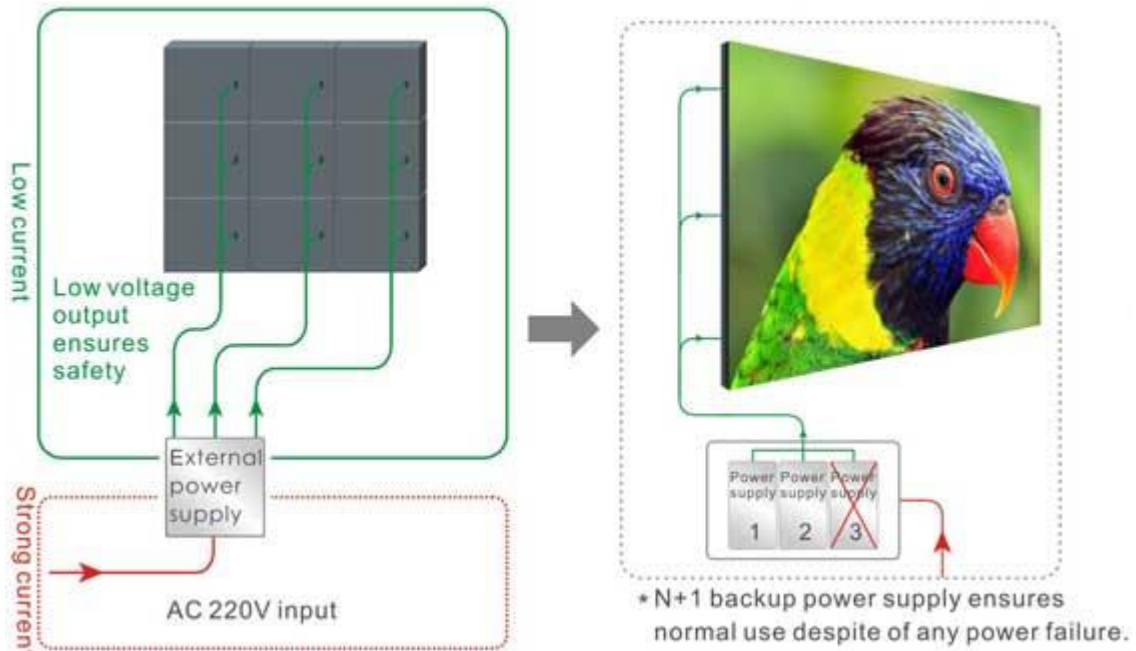 Low current
Low voltage
output
ensures
safety
External
power
supply
Strong curren
AC 220V input
Power
supply
1
Power
supply
2
Power
supply
3
* N+1 backup power supply ensures
normal use despite of any power failure.